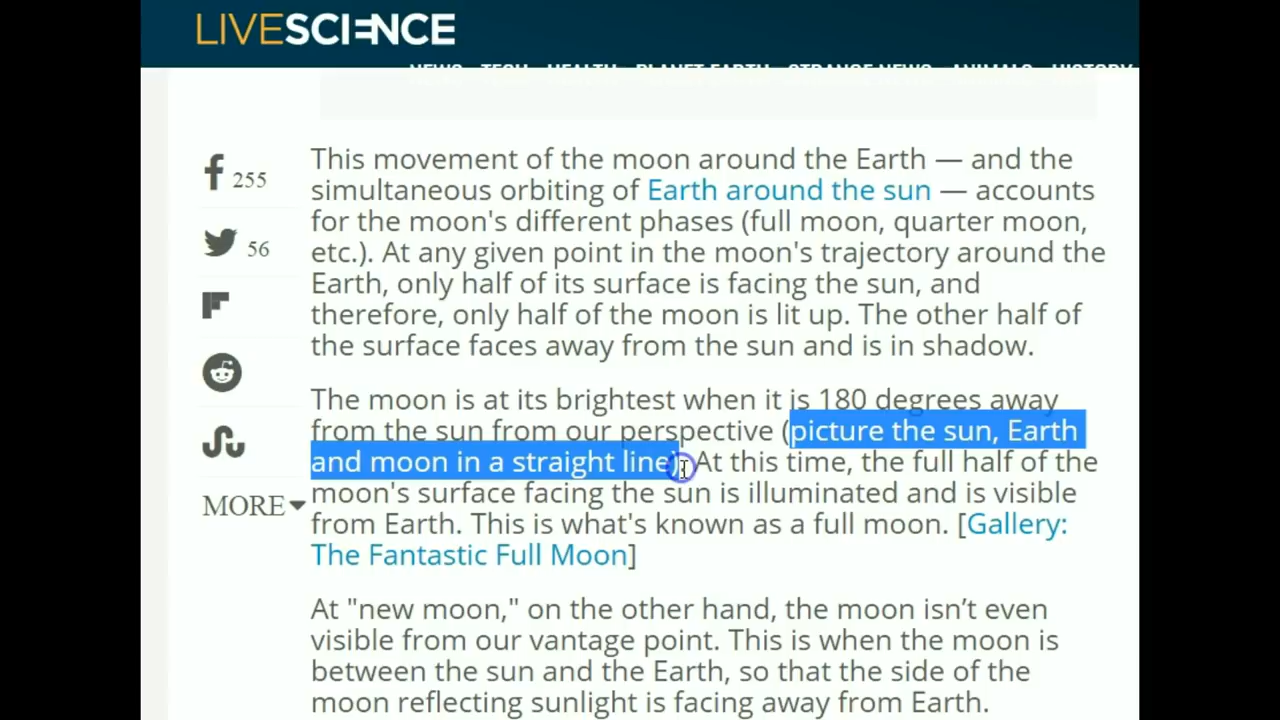 LIVESCIENCE
NEWS TECH HEALTH PLANET EARTH STRANGE NEWS ANIMALS HISTORY
255
56
MORE
This movement of the moon around the Earth — and the
simultaneous orbiting of Earth around the sun — accounts
for the moon's different phases (full moon, quarter moon,
etc.). At any given point in the moon's trajectory around the
Earth, only half of its surface is facing the sun, and
therefore, only half of the moon is lit up. The other half of
the surface faces away from the sun and is in shadow.
The moon is at its brightest when it is 180 degrees away
from the sun from our perspective (picture the sun, Earth
and moon in a straight line). At this time, the full half of the
moon's surface facing the sun is illuminated and is visible
from Earth. This is what's known as a full moon. [Gallery:
The Fantastic Full Moon]
At "new moon," on the other hand, the moon isn’t even
visible from our vantage point. This is when the moon is
between the sun and the Earth, so that the side of the
moon reflecting sunlight is facing away from Earth.